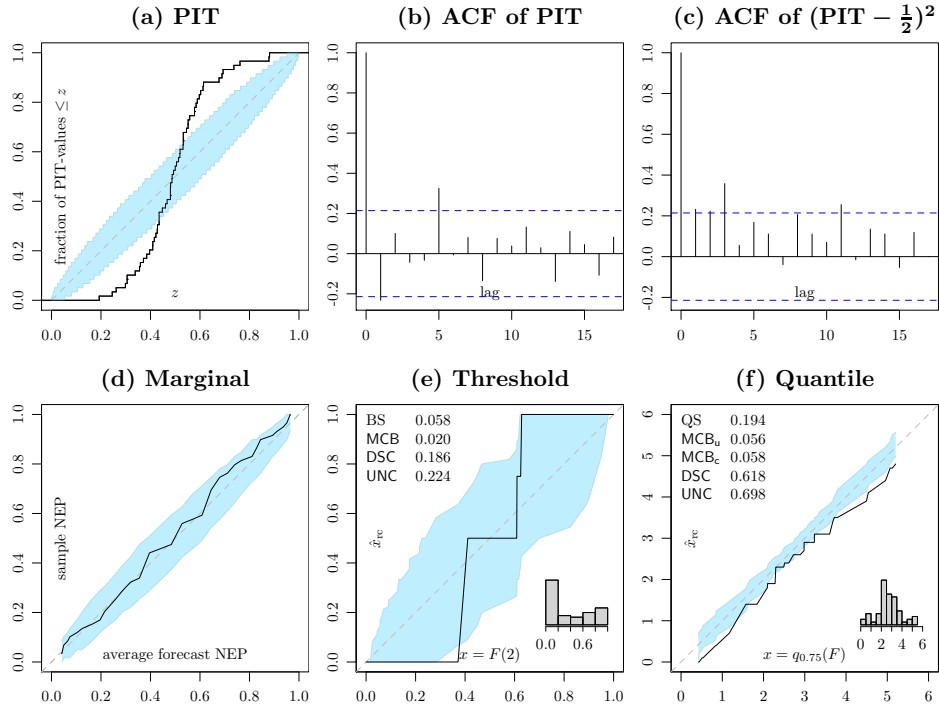 (a) PIT
fraction of PIT-values ≤ z
z
0.0 0.2 0.4 0.6 0.8 1.0
0.0 0.2 0.4 0.6 0.8 1.0
(b) ACF of PIT
-0.2 0.0 0.2 0.4 0.6 0.8 1.0
lag
0 5 10 15
(c) ACF of (PIT − 1/2)²
-0.2 0.0 0.2 0.4 0.6 0.8 1.0
lag
0 5 10 15
(d) Marginal
sample NEP
0.0 0.2 0.4 0.6 0.8 1.0
average forecast NEP
0.0 0.2 0.4 0.6 0.8 1.0
(e) Threshold
BS 0.058
MCB 0.020
DSC 0.186
UNC 0.224
x̂_rc
0.0 0.2 0.4 0.6 0.8 1.0
0.0 0.6
x = F(2)
0.0 0.2 0.4 0.6 0.8 1.0
(f) Quantile
QS 0.194
MCB_u 0.056
MCB_c 0.058
DSC 0.618
UNC 0.698
x̂_rc
0 1 2 3 4 5 6
0 2 4 6
x = q_0.75(F)
0 1 2 3 4 5 6